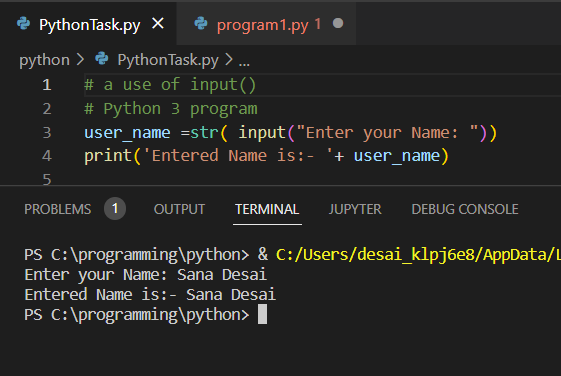 PythonTask.py × program1.py 1 ●
python > PythonTask.py > ...
1 # a use of input()
2 # Python 3 program
3 user_name =str( input("Enter your Name: "))
4 print('Entered Name is:- '+ user_name)
5
PROBLEMS 1 OUTPUT TERMINAL JUPYTER DEBUG CONSOLE
PS C:\programming\python> & C:/Users/desai_klpj6e8/AppData/L
Enter your Name: Sana Desai
Entered Name is:- Sana Desai
PS C:\programming\python>